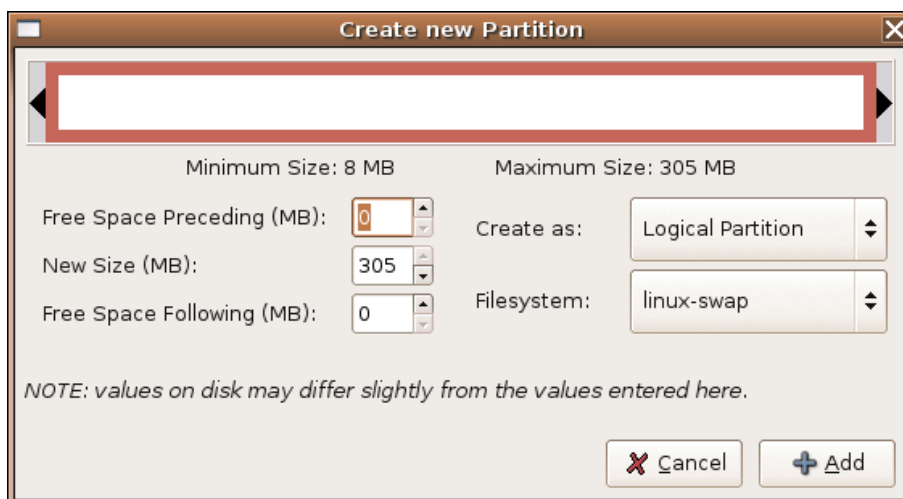 Create new Partition
Minimum Size: 8 MB Maximum Size: 305 MB
Free Space Preceding (MB): 0
Create as: Logical Partition
New Size (MB): 305
Filesystem: linux-swap
Free Space Following (MB): 0
NOTE: values on disk may differ slightly from the values entered here.
Cancel Add